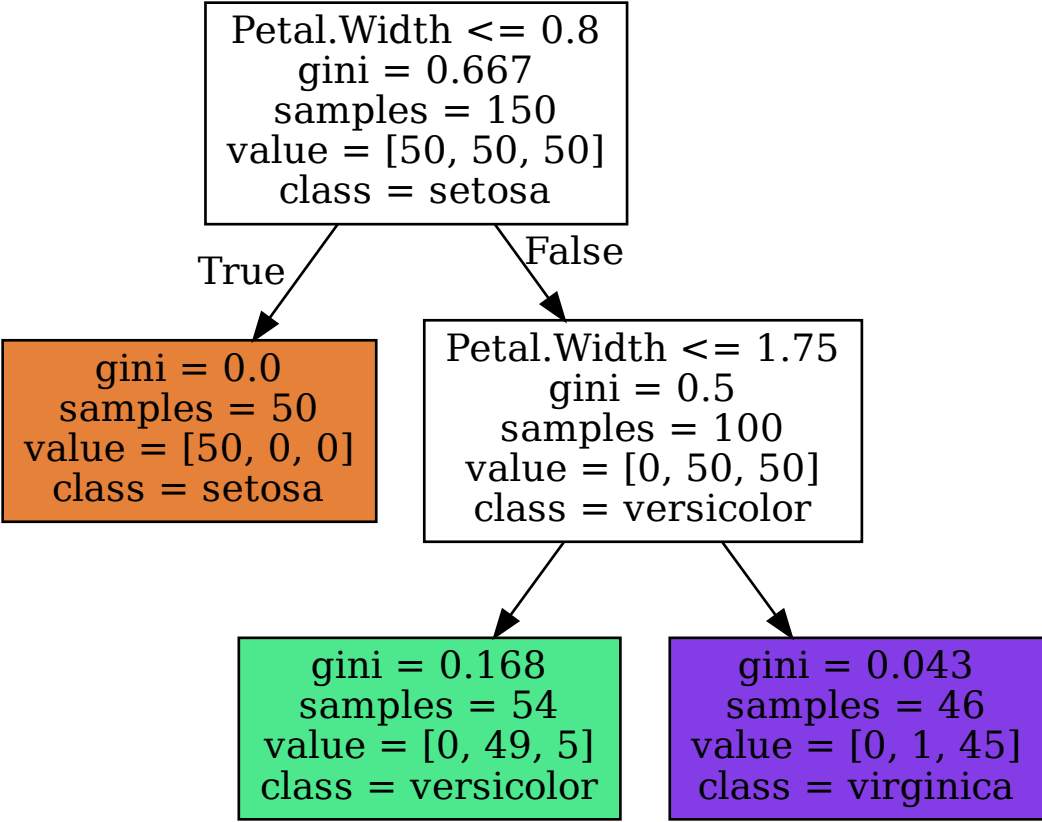 Petal.Width <= 0.8
gini = 0.667
samples = 150
value = [50, 50, 50]
class = setosa
True
False
gini = 0.0
samples = 50
value = [50, 0, 0]
class = setosa
Petal.Width <= 1.75
gini = 0.5
samples = 100
value = [0, 50, 50]
class = versicolor
gini = 0.168
samples = 54
value = [0, 49, 5]
class = versicolor
gini = 0.043
samples = 46
value = [0, 1, 45]
class = virginica